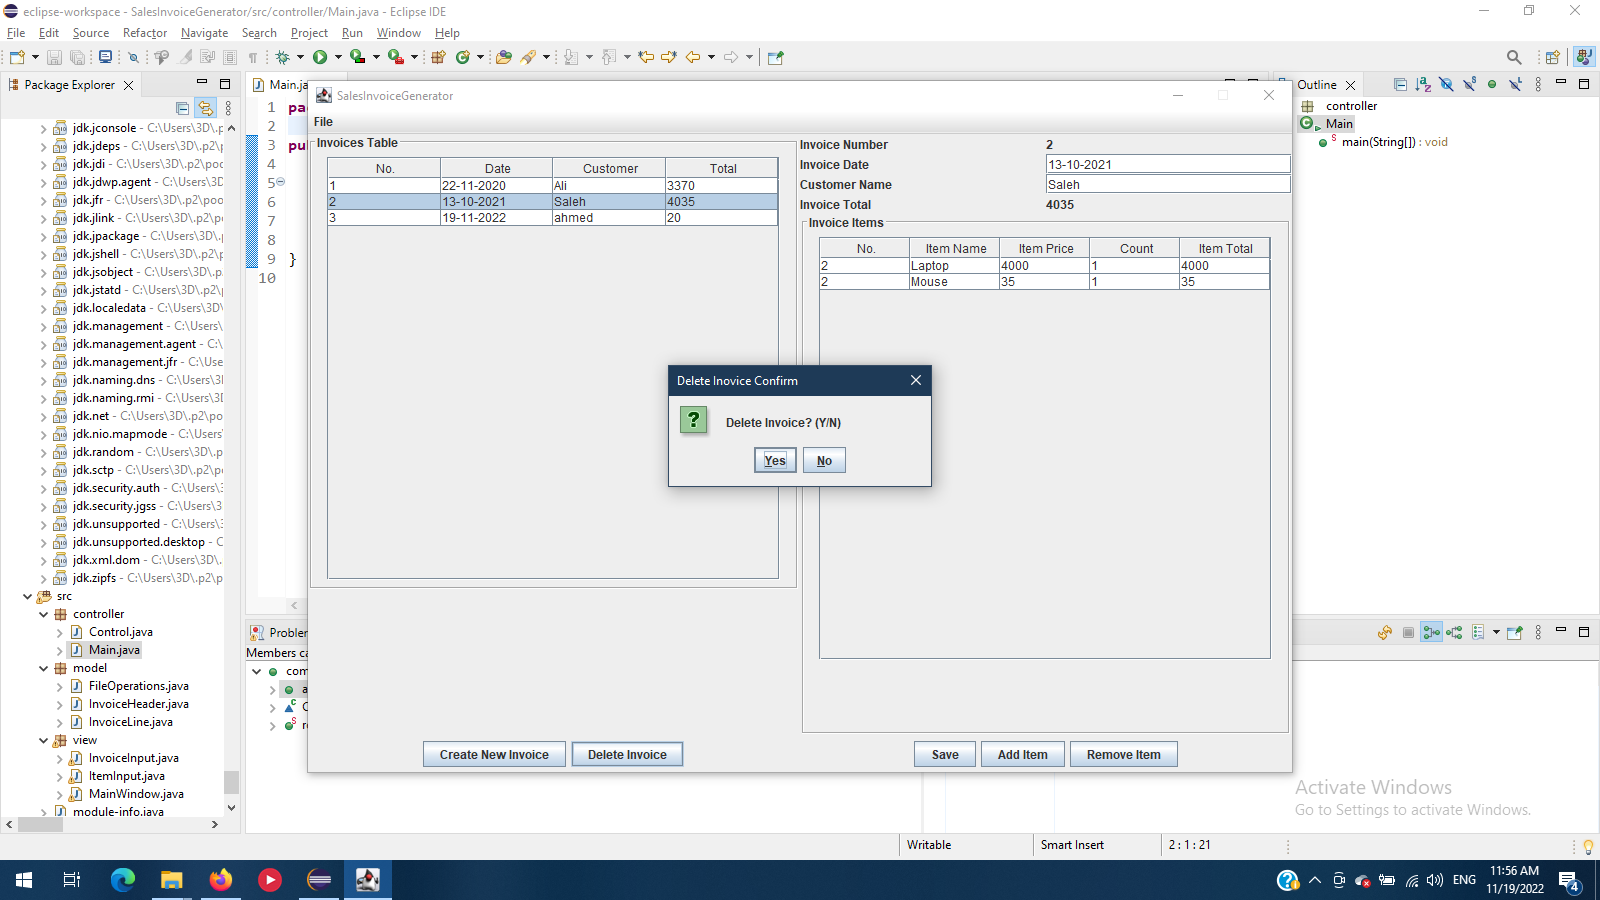 eclipse-workspace - SalesInvoiceGenerator/src/controller/Main.java - Eclipse IDE
File Edit Source Refactor Navigate Search Project Run Window Help
Package Explorer
jdk.jconsole - C:\Users\3D\.p
jdk.jdeps - C:\Users\3D\.p2\poo
jdk.jdi - C:\Users\3D\.p2\pool
jdk.jdwp.agent - C:\Users\3D\
jdk.jfr - C:\Users\3D\.p2\pool
jdk.jlink - C:\Users\3D\.p2\poo
jdk.jpackage - C:\Users\3D\.p
jdk.jshell - C:\Users\3D\.p2\po
jdk.jsobject - C:\Users\3D\.p2
jdk.jstatd - C:\Users\3D\.p2\po
jdk.localedata - C:\Users\3D\.p
jdk.management - C:\Users\
jdk.management.agent - C:\
jdk.management.jfr - C:\Use
jdk.naming.dns - C:\Users\3D
jdk.naming.rmi - C:\Users\3D
jdk.net - C:\Users\3D\.p2\po
jdk.nio.mapmode - C:\Users
jdk.random - C:\Users\3D\.p2
jdk.sctp - C:\Users\3D\.p2\p
jdk.security.auth - C:\Users\
jdk.security.jgss - C:\Users\3
jdk.unsupported - C:\Users\
jdk.unsupported.desktop - C
jdk.xml.dom - C:\Users\3D\.
jdk.zipfs - C:\Users\3D\.p2\p
src
controller
Control.java
Main.java
model
FileOperations.java
InvoiceHeader.java
InvoiceLine.java
view
InvoiceInput.java
ItemInput.java
MainWindow.java
module-info.java
Main.ja
1 pa
2
3 pu
4
5
6
7
8
9 }
10
SalesInvoiceGenerator
File
Invoices Table
No. Date Customer Total
1 22-11-2020 Ali 3370
2 13-10-2021 Saleh 4035
3 19-11-2022 ahmed 20
Create New Invoice Delete Invoice
Invoice Number 2
Invoice Date 13-10-2021
Customer Name Saleh
Invoice Total 4035
Invoice Items
No. Item Name Item Price Count Item Total
2 Laptop 4000 1 4000
2 Mouse 35 1 35
Save Add Item Remove Item
Delete Inovice Confirm
?
Delete Invoice? (Y/N)
Yes No
Outline
controller
Main
main(String[]) : void
Problem
Members ca
com
a
C
r
Activate Windows
Go to Settings to activate Windows.
Writable Smart Insert 2 : 1 : 21
ENG 11:56 AM
11/19/2022
4